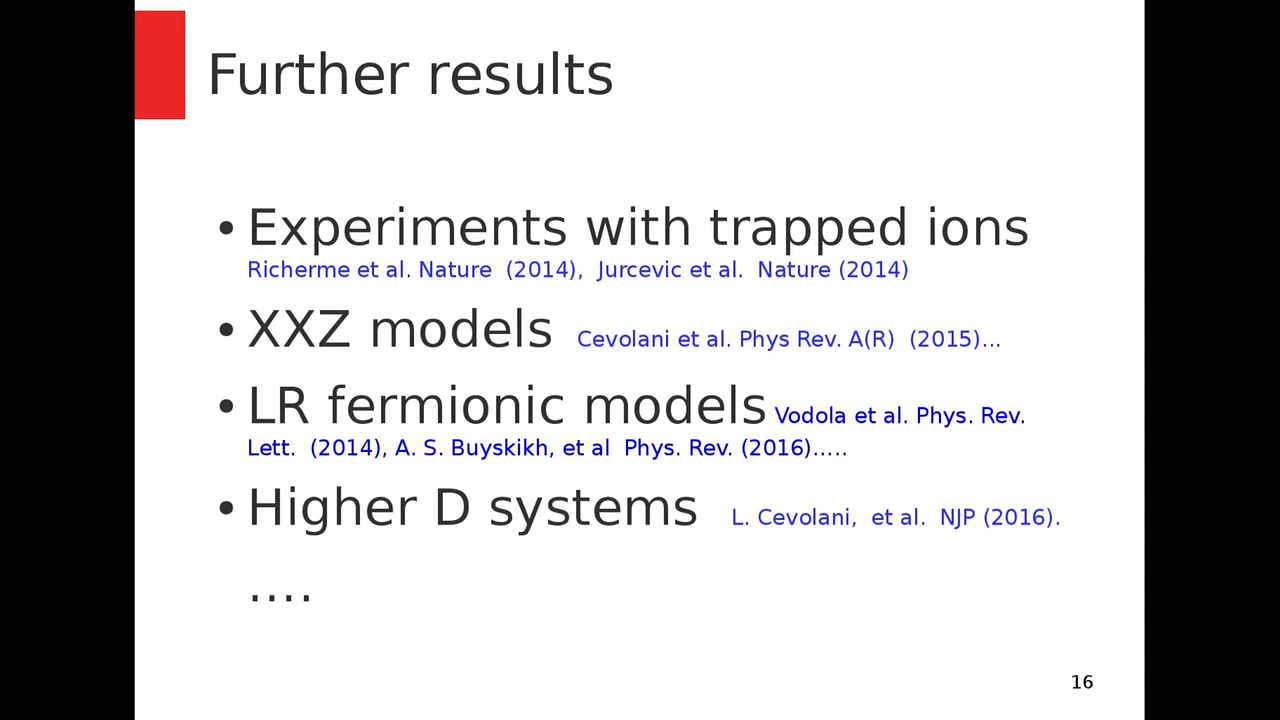 Further results
• Experiments with trapped ions
Richerme et al. Nature (2014), Jurcevic et al. Nature (2014)
• XXZ models Cevolani et al. Phys Rev. A(R) (2015)...
• LR fermionic models Vodola et al. Phys. Rev.
Lett. (2014), A. S. Buyskikh, et al Phys. Rev. (2016).....
• Higher D systems L. Cevolani, et al. NJP (2016).
....
16